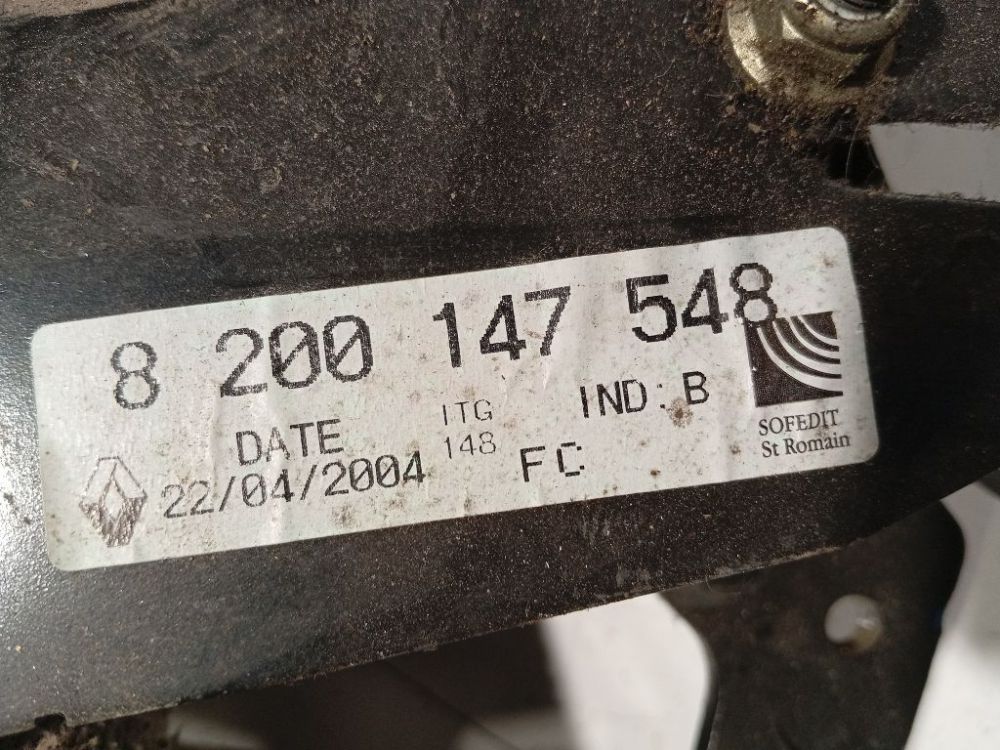 8 200 147 548
DATE ITG IND: B
22/04/2004 148 FC
SOFEDIT
St Romain